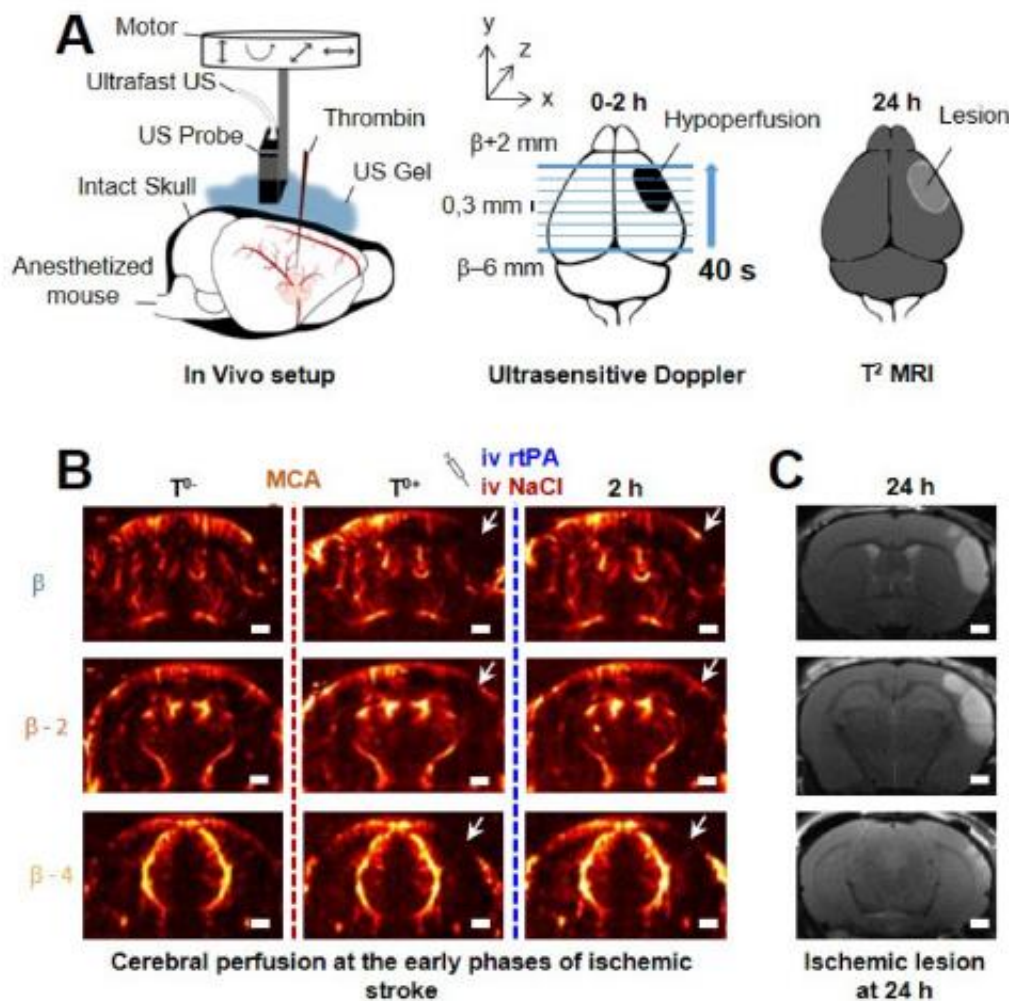 A
Motor
Ultrafast US
US Probe
Intact Skull
Anesthetized
mouse
Thrombin
US Gel
In Vivo setup
y
z
x
0-2 h
Hypoperfusion
β+2 mm
0,3 mm
β–6 mm
40 s
Ultrasensitive Doppler
24 h
Lesion
T² MRI
B
T⁰⁻
MCA
T⁰⁺
iv rtPA
iv NaCl
2 h
β
β - 2
β - 4
Cerebral perfusion at the early phases of ischemic
stroke
C
24 h
Ischemic lesion
at 24 h